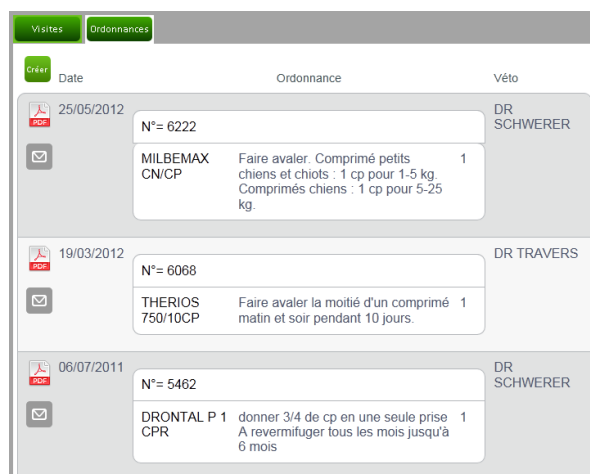 Visites
Ordonnances
Créer
Date
Ordonnance
Véto
PDF
25/05/2012
N°= 6222
DR
SCHWERER
MILBEMAX
CN/CP
Faire avaler. Comprimé petits
chiens et chiots : 1 cp pour 1-5 kg.
Comprimés chiens : 1 cp pour 5-25
kg.
1
PDF
19/03/2012
N°= 6068
DR TRAVERS
THERIOS
750/10CP
Faire avaler la moitié d'un comprimé
matin et soir pendant 10 jours.
1
PDF
06/07/2011
N°= 5462
DR
SCHWERER
DRONTAL P 1
CPR
donner 3/4 de cp en une seule prise
A revermifuger tous les mois jusqu'à
6 mois
1